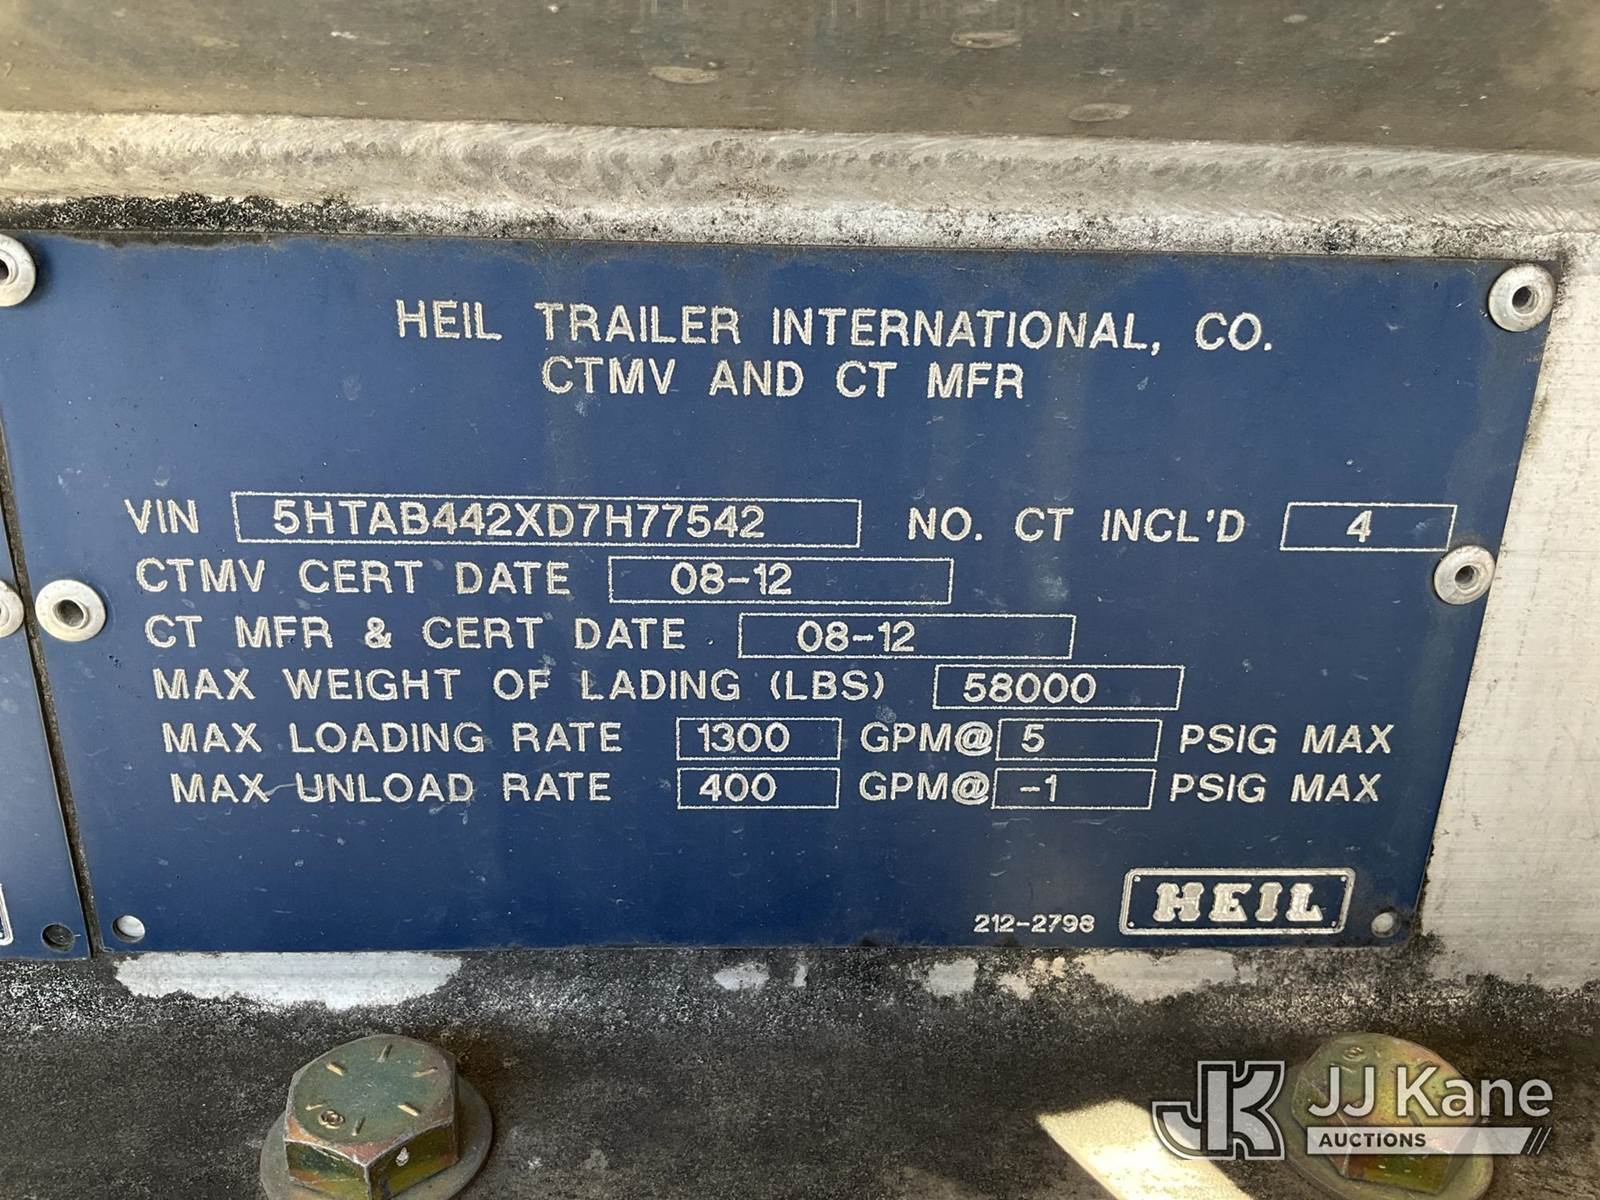 HEIL TRAILER INTERNATIONAL, CO.
CTMV AND CT MFR
VIN 5HTAB442XD7H77542 NO. CT INCL'D 4
CTMV CERT DATE 08-12
CT MFR & CERT DATE 08-12
MAX WEIGHT OF LADING (LBS) 58000
MAX LOADING RATE 1300 GPM@ 5 PSIG MAX
MAX UNLOAD RATE 400 GPM@ -1 PSIG MAX
212-2798 HEIL
JK JJ Kane
AUCTIONS